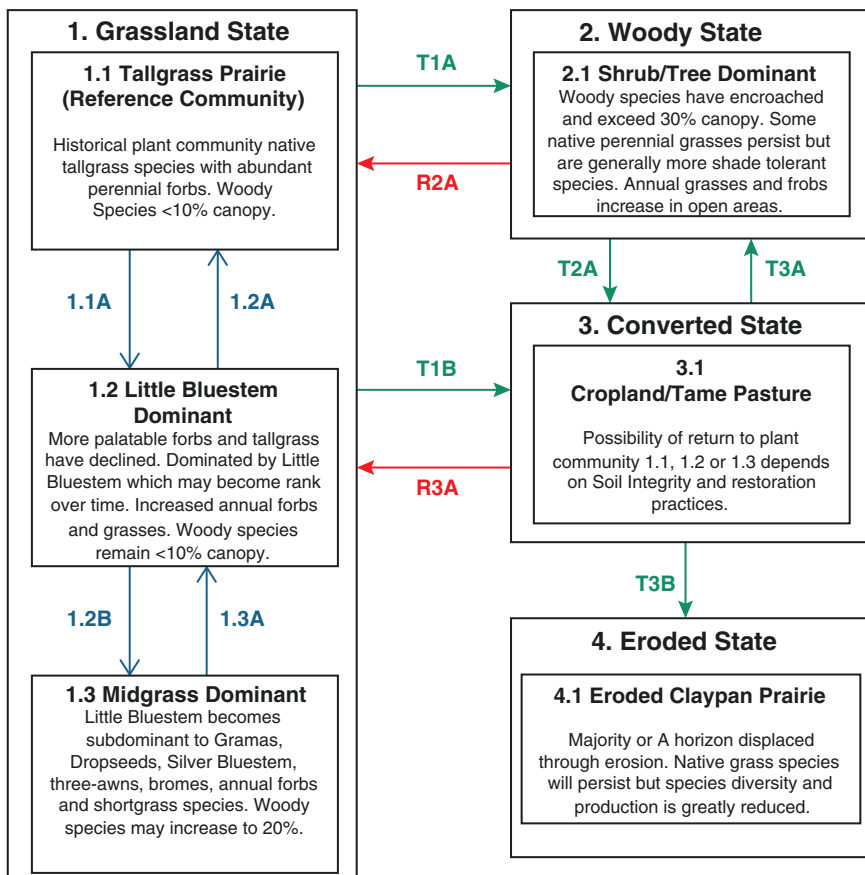 1. Grassland State
1.1 Tallgrass Prairie
(Reference Community)
Historical plant community native
tallgrass species with abundant
perennial forbs. Woody
Species <10% canopy.
1.1A
1.2A
1.2 Little Bluestem
Dominant
More palatable forbs and tallgrass
have declined. Dominated by Little
Bluestem which may become rank
over time. Increased annual forbs
and grasses. Woody species
remain <10% canopy.
1.2B
1.3A
1.3 Midgrass Dominant
Little Bluestem becomes
subdominant to Gramas,
Dropseeds, Silver Bluestem,
three-awns, bromes, annual forbs
and shortgrass species. Woody
species may increase to 20%.
T1A
R2A
T1B
R3A
2. Woody State
2.1 Shrub/Tree Dominant
Woody species have encroached
and exceed 30% canopy. Some
native perennial grasses persist but
are generally more shade tolerant
species. Annual grasses and frobs
increase in open areas.
T2A
T3A
3. Converted State
3.1
Cropland/Tame Pasture
Possibility of return to plant
community 1.1, 1.2 or 1.3 depends
on Soil Integrity and restoration
practices.
T3B
4. Eroded State
4.1 Eroded Claypan Prairie
Majority or A horizon displaced
through erosion. Native grass species
will persist but species diversity and
production is greatly reduced.